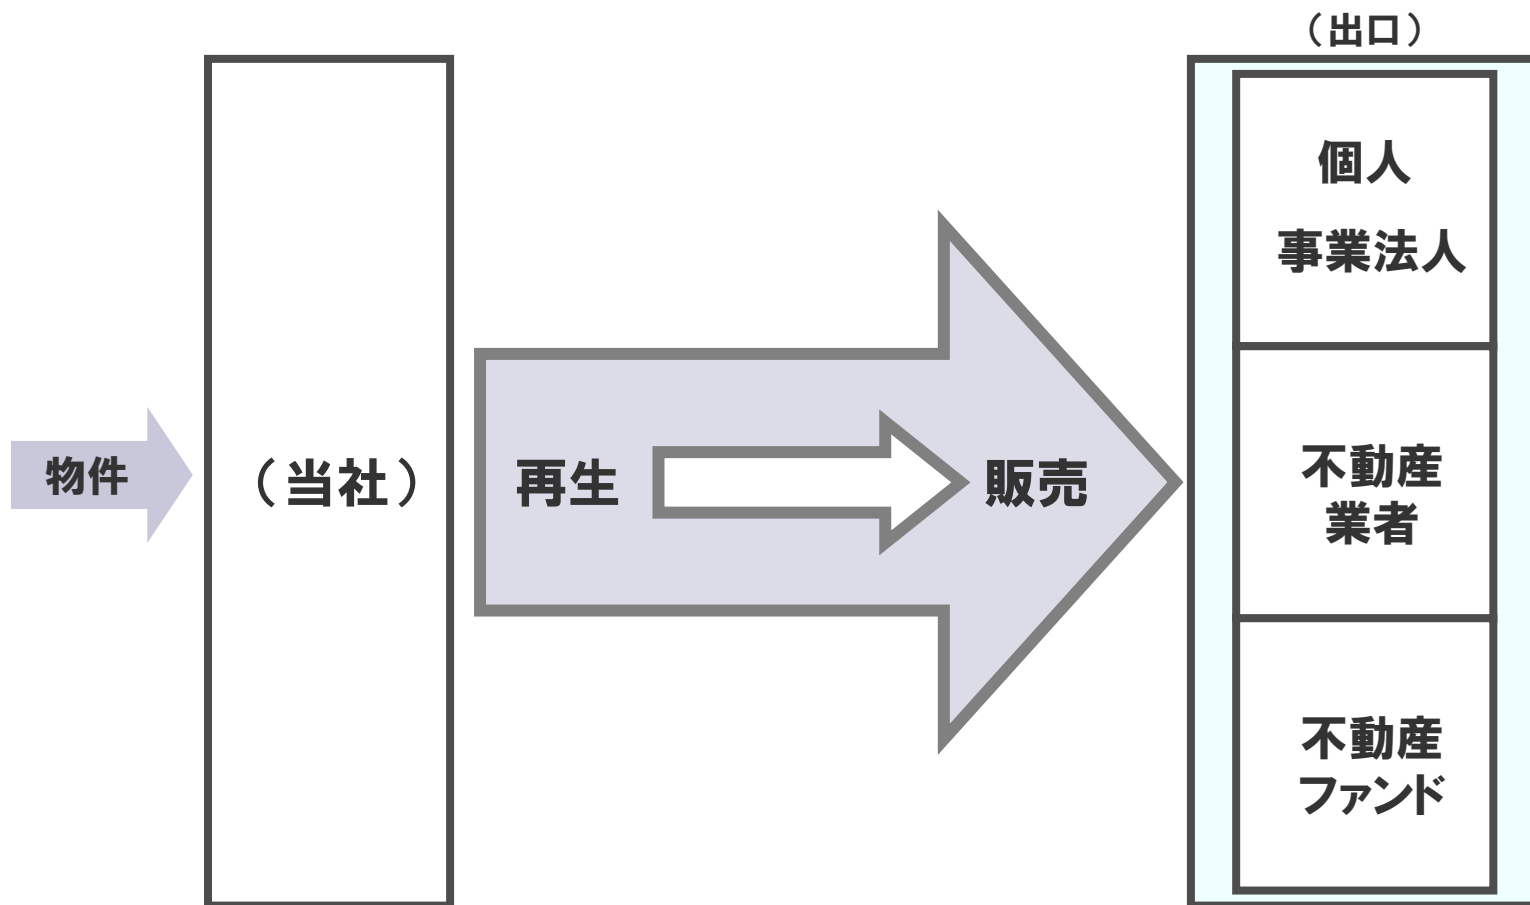 （出口）
物件
（当社）
再生
販売
個人
事業法人
不動産
業者
不動産
ファンド